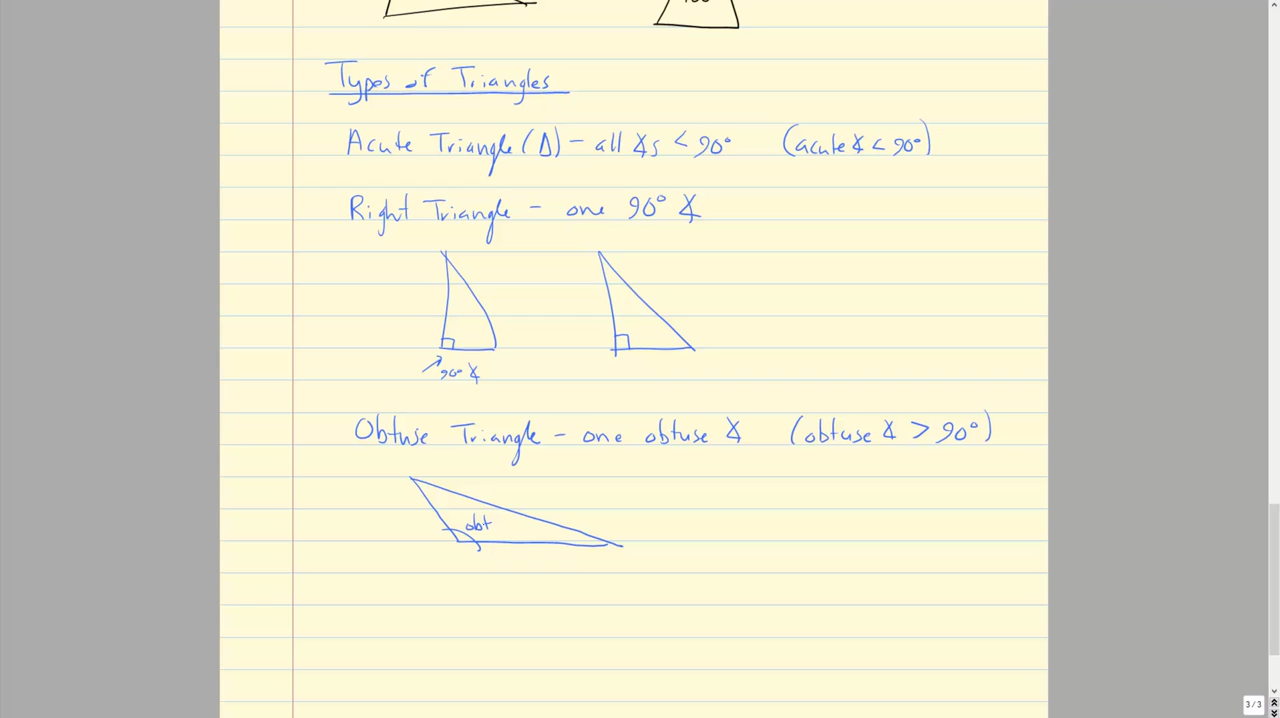 Types of Triangles
Acute Triangle (Δ) – all ∡s < 90° (acute ∡ < 90°)
Right Triangle – one 90° ∡
90° ∡
Obtuse Triangle – one obtuse ∡ (obtuse ∡ > 90°)
obt
3/3